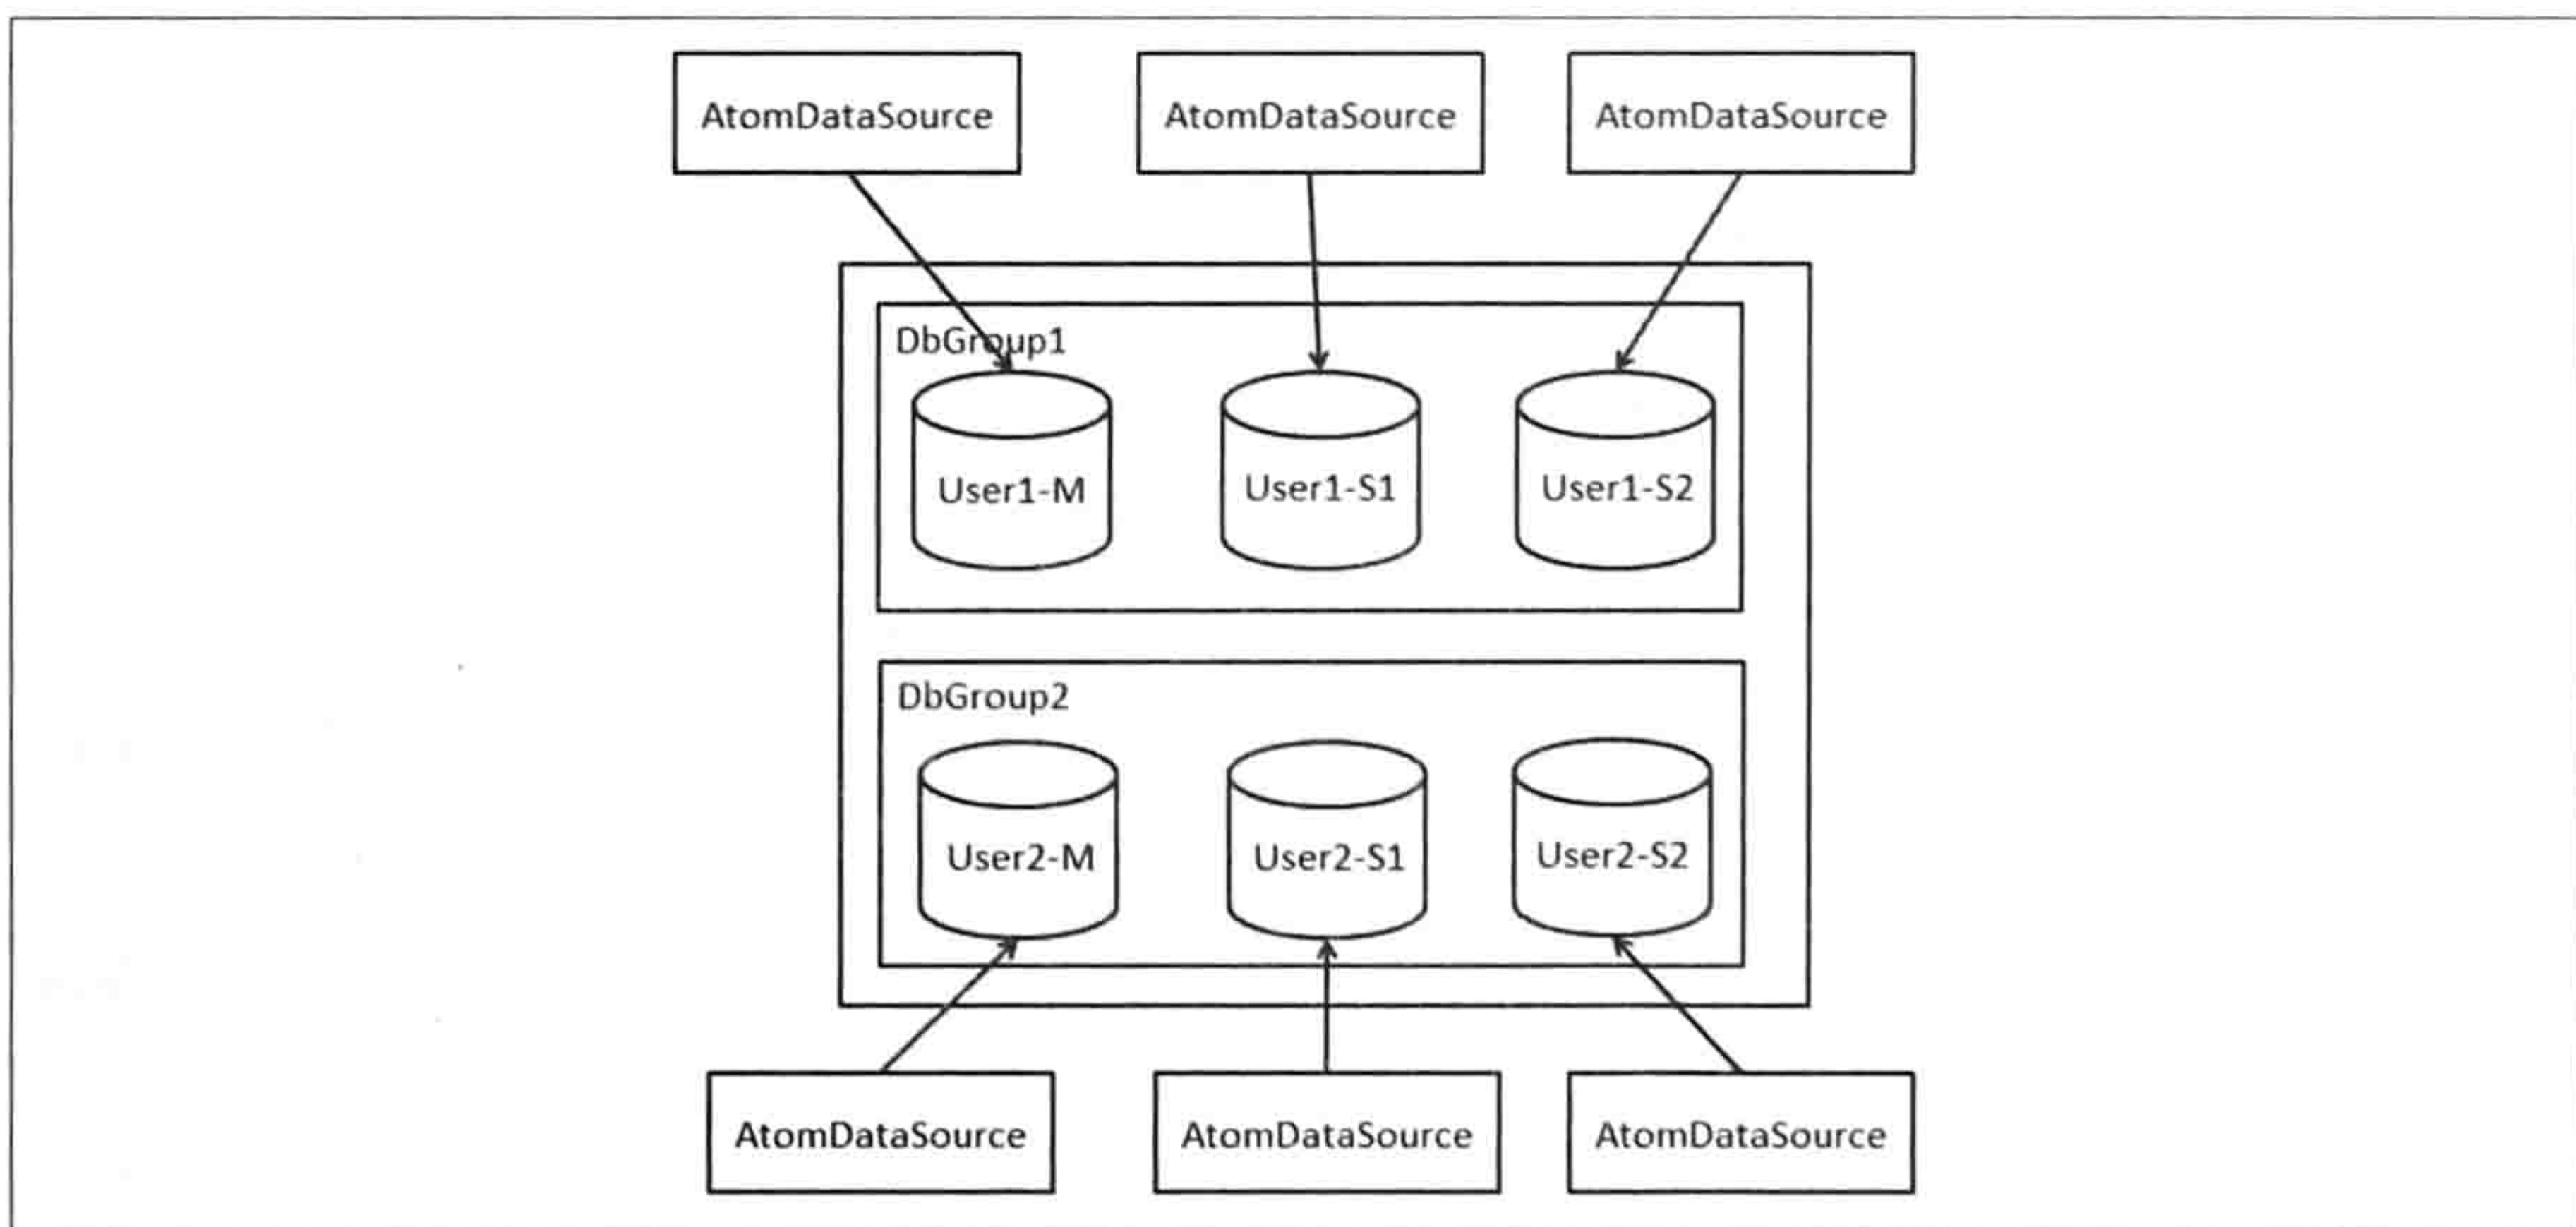 AtomDataSource
AtomDataSource
AtomDataSource
DbGroup1
User1-M
User1-S1
User1-S2
DbGroup2
User2-M
User2-S1
User2-S2
AtomDataSource
AtomDataSource
AtomDataSource